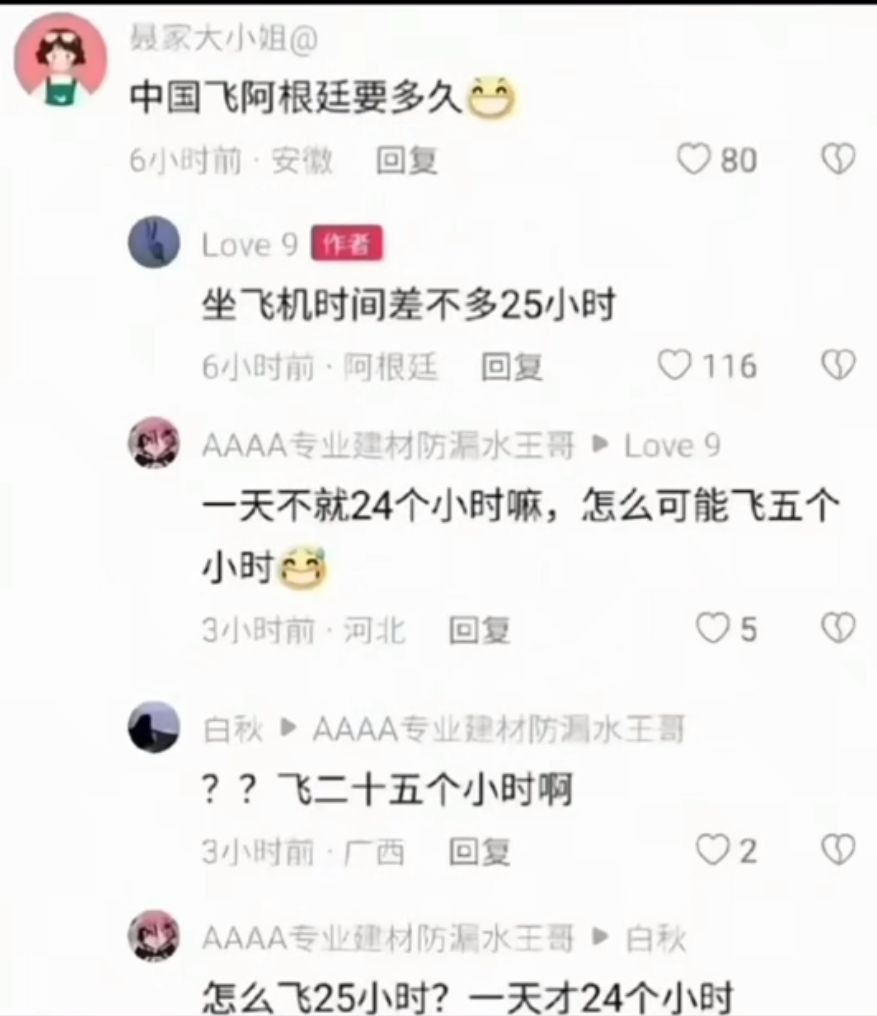 聂家大小姐@
中国飞阿根廷要多久😁
6小时前 · 安徽 回复 80
Love 9 作者
坐飞机时间差不多25小时
6小时前 · 阿根廷 回复 116
AAAA专业建材防漏水王哥 ▶ Love 9
一天不就24个小时嘛，怎么可能飞五个
小时😅
3小时前 · 河北 回复 5
白秋 ▶ AAAA专业建材防漏水王哥
？？飞二十五个小时啊
3小时前 · 广西 回复 2
AAAA专业建材防漏水王哥 ▶ 白秋
怎么飞25小时？一天才24个小时